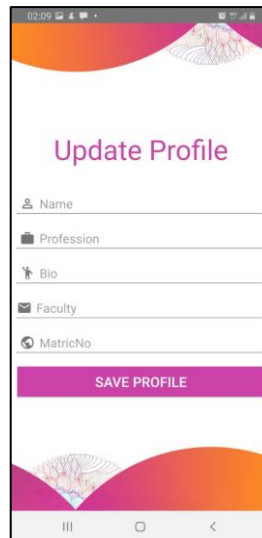 02:09
Update Profile
Name
Profession
Bio
Faculty
MatricNo
SAVE PROFILE